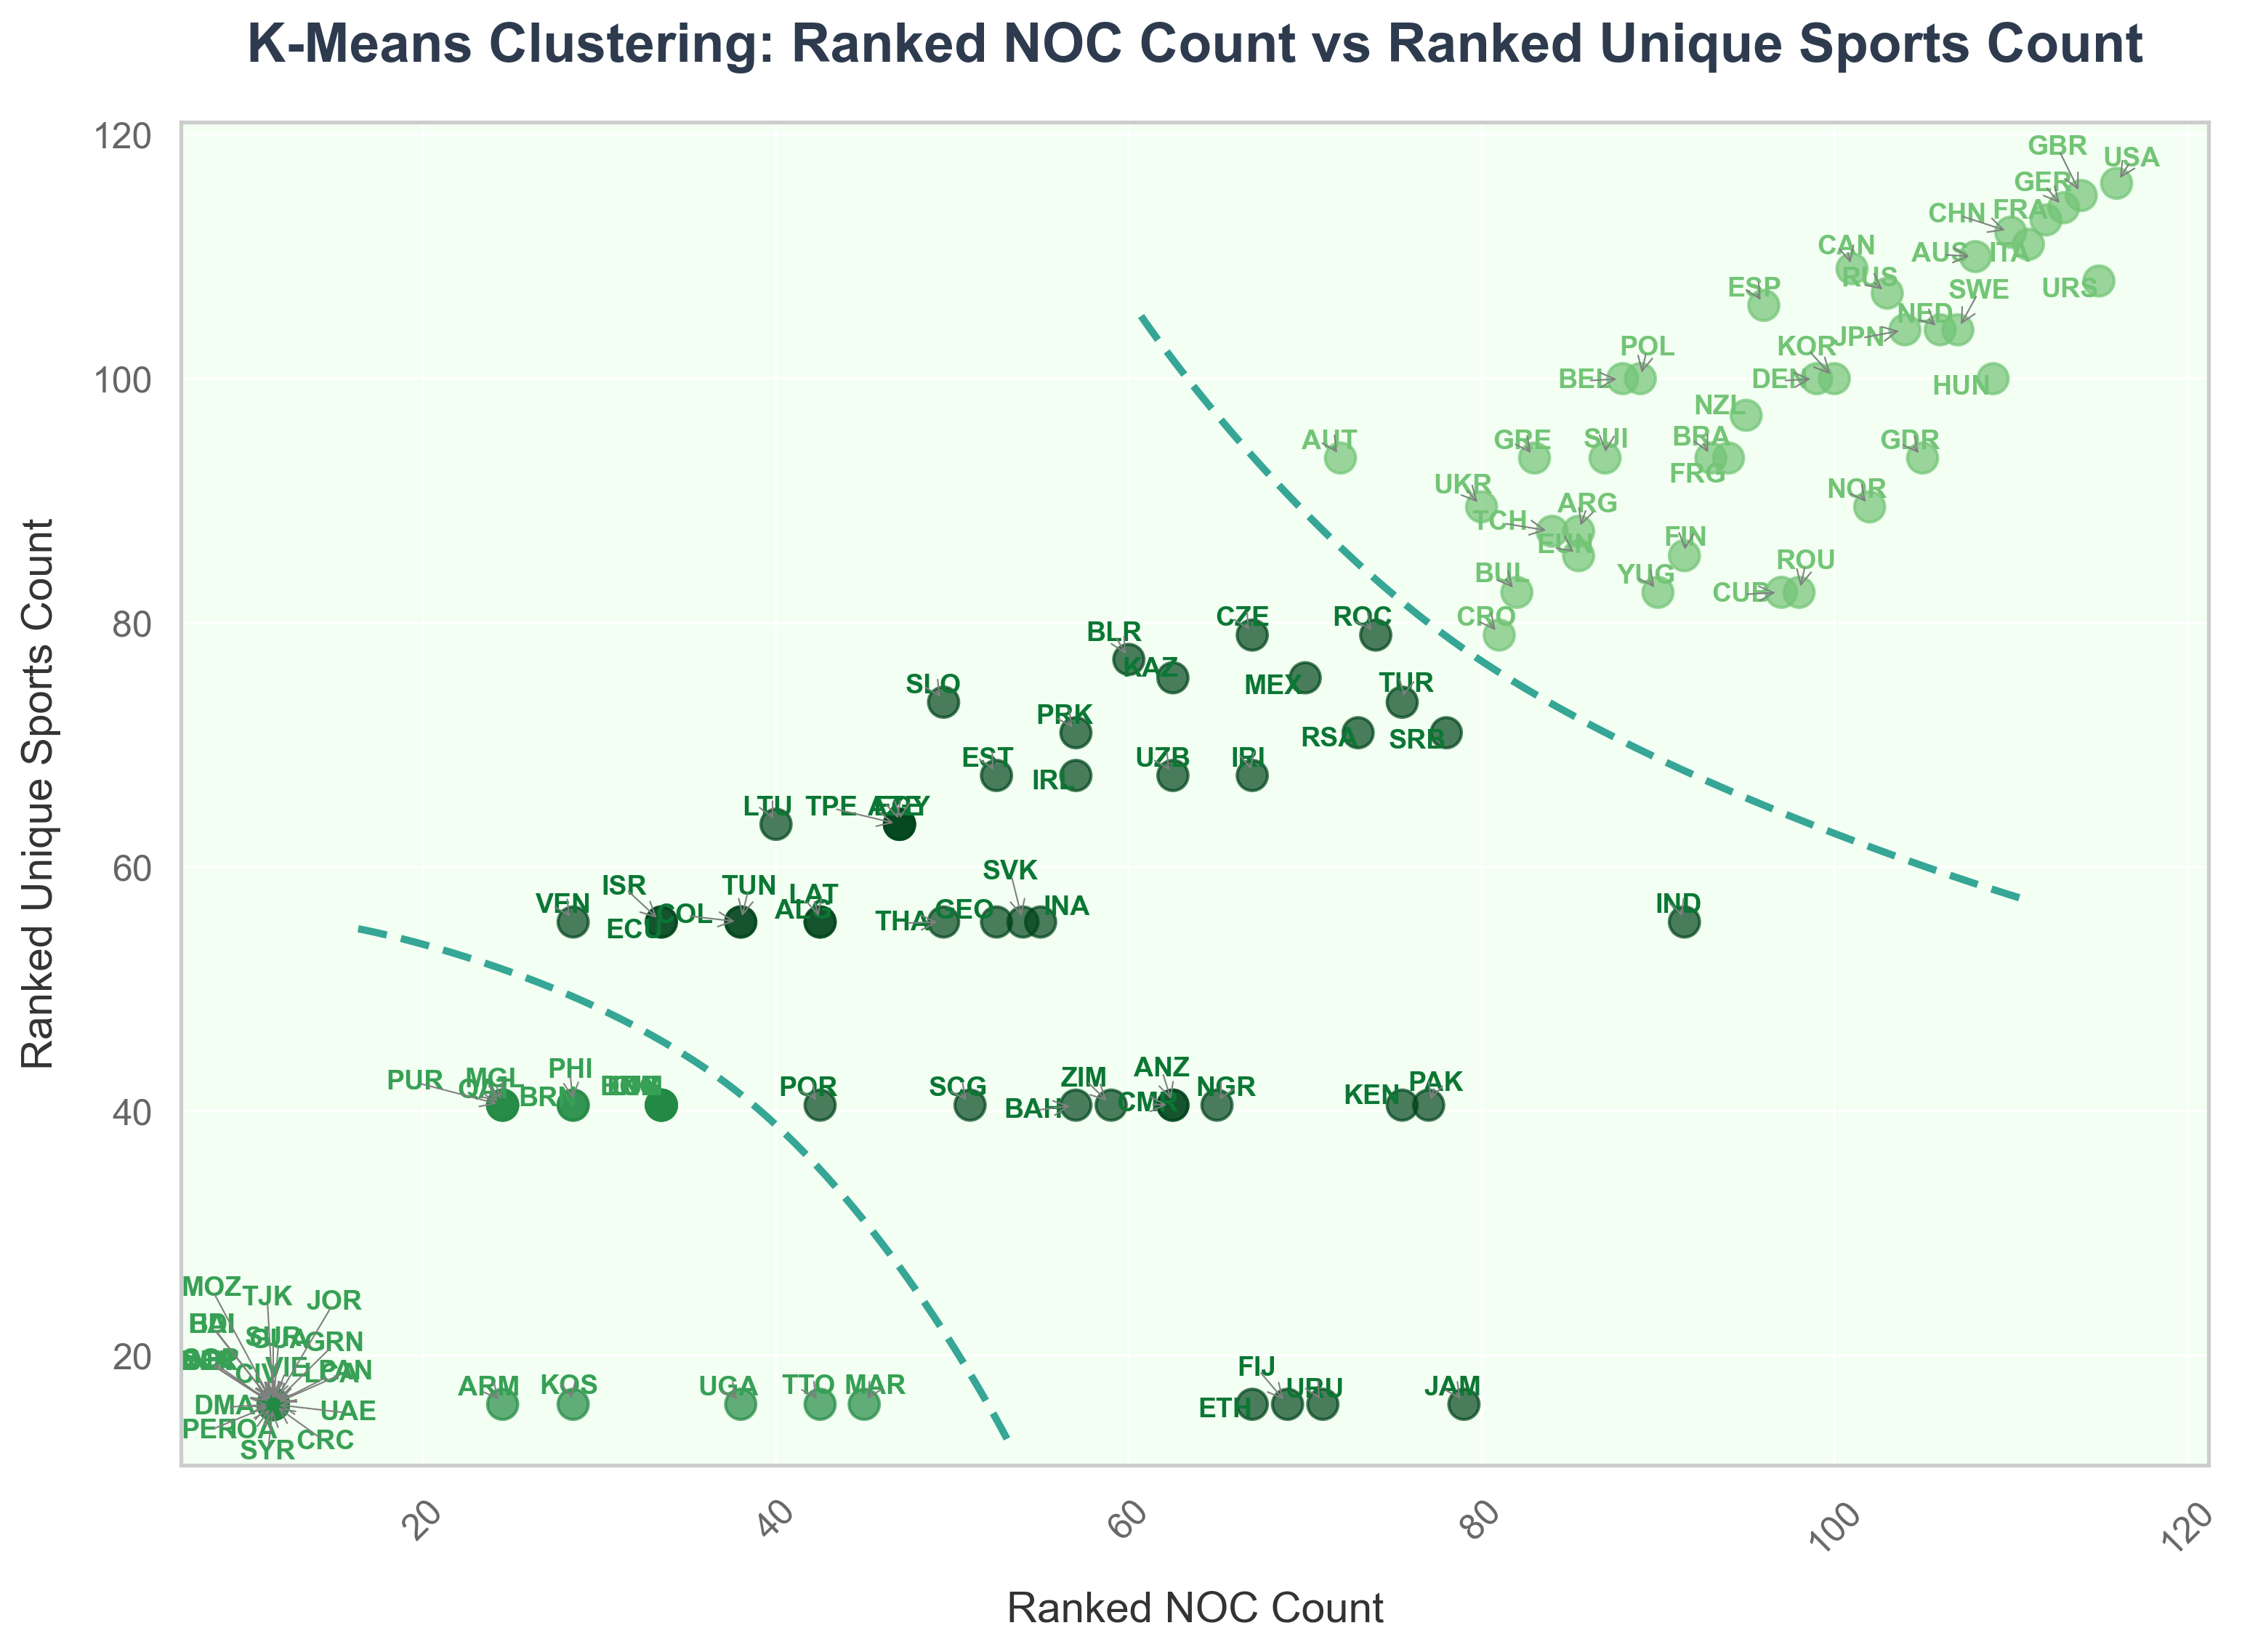 K-Means Clustering: Ranked NOC Count vs Ranked Unique Sports Count
120
100
80
60
40
20
Ranked Unique Sports Count
GBR
USA
GER
CHN
FRA
CAN
AUS
ITA
RUS
ESP
SWE
URS
NED
JPN
POL
KOR
BEL
DEN
HUN
NZL
AUT
GRE
SUI
BRA
GDR
FRG
UKR
NOR
ARG
TCH
EUN
FIN
BUL
YUG
CUB
ROU
CRO
CZE
ROC
BLR
KAZ
MEX
TUR
SLO
PRK
RSA
SRB
EST
IRL
UZB
IRI
LTU
TPE
VEN
ISR
ECU
COL
TUN
LAT
ALG
THA
GEO
SVK
INA
IND
PUR
MGL
QAT
PHI
BRN
POR
SCG
BAH
ZIM
ANZ
CMR
NGR
KEN
PAK
MOZ
TJK
JOR
BDI
SUR
GRN
CIV
VIE
LCA
PAN
DMA
UAE
PER
IOA
CRC
SYR
ARM
KOS
UGA
TTO
MAR
FIJ
ETH
URU
JAM
20
40
60
80
100
120
Ranked NOC Count